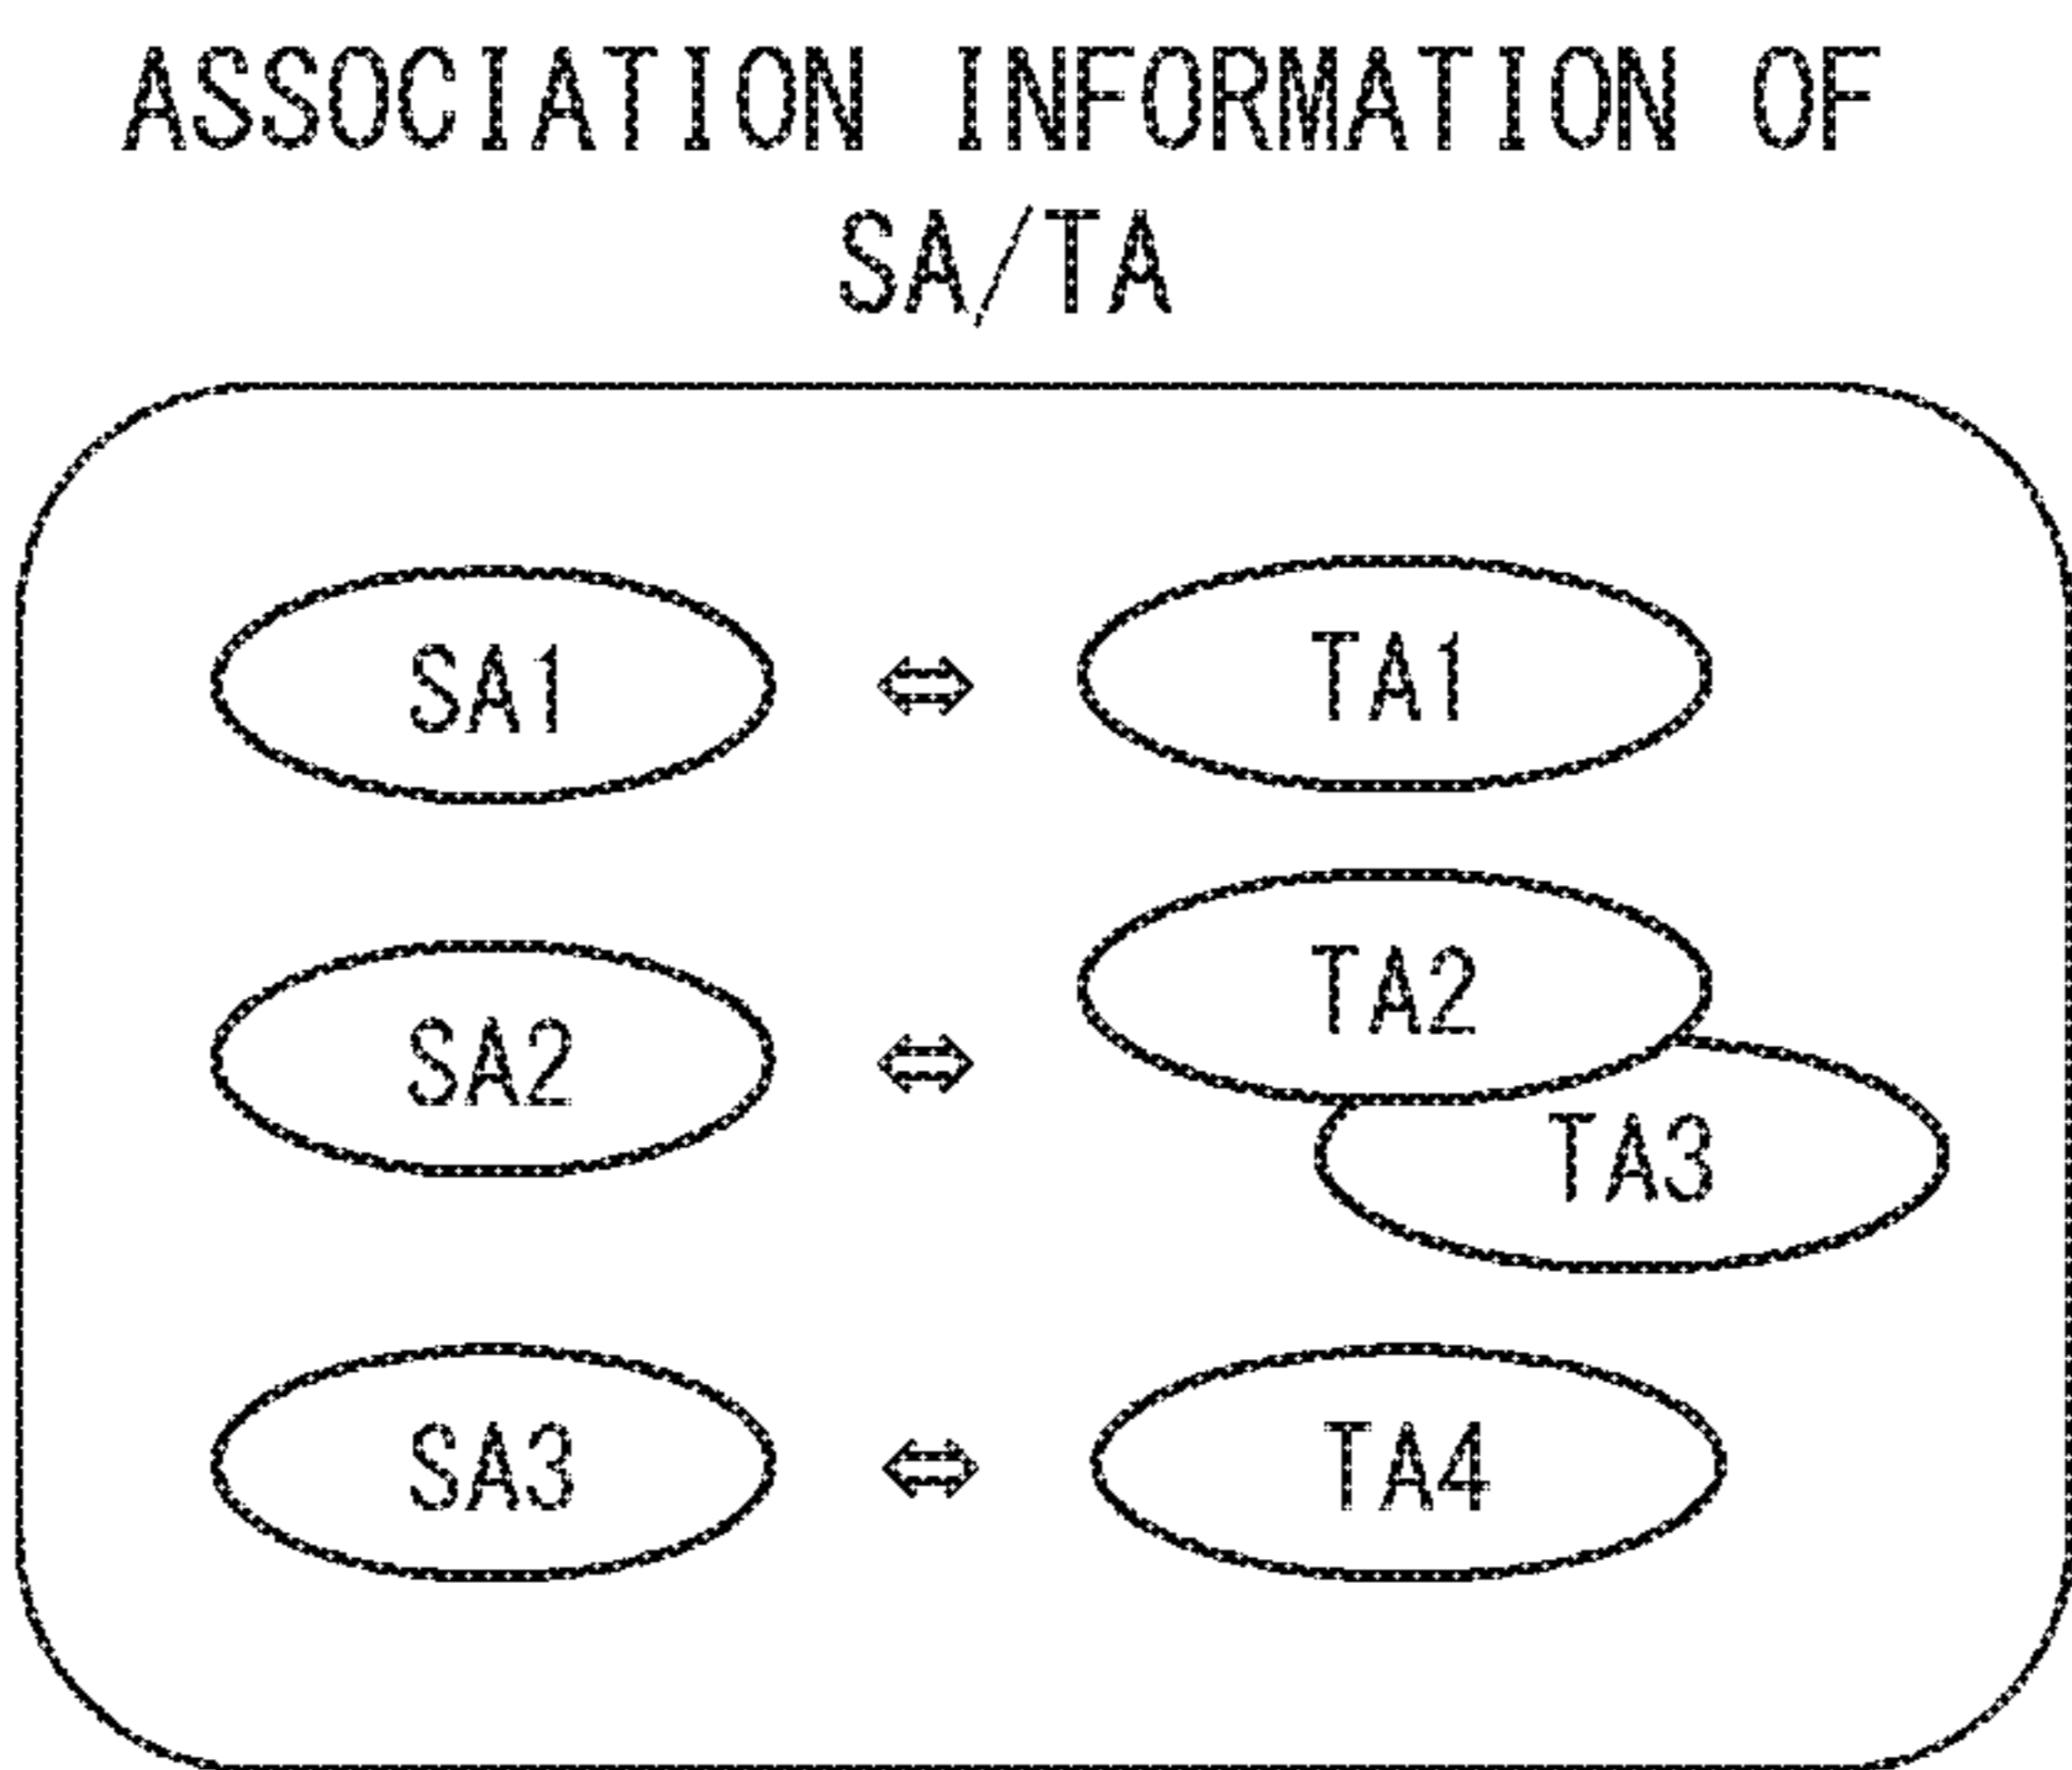 ASSOCIATION INFORMATION OF
SA/TA
SA1 ⇔ TA1
SA2 ⇔ TA2
TA3
SA3 ⇔ TA4